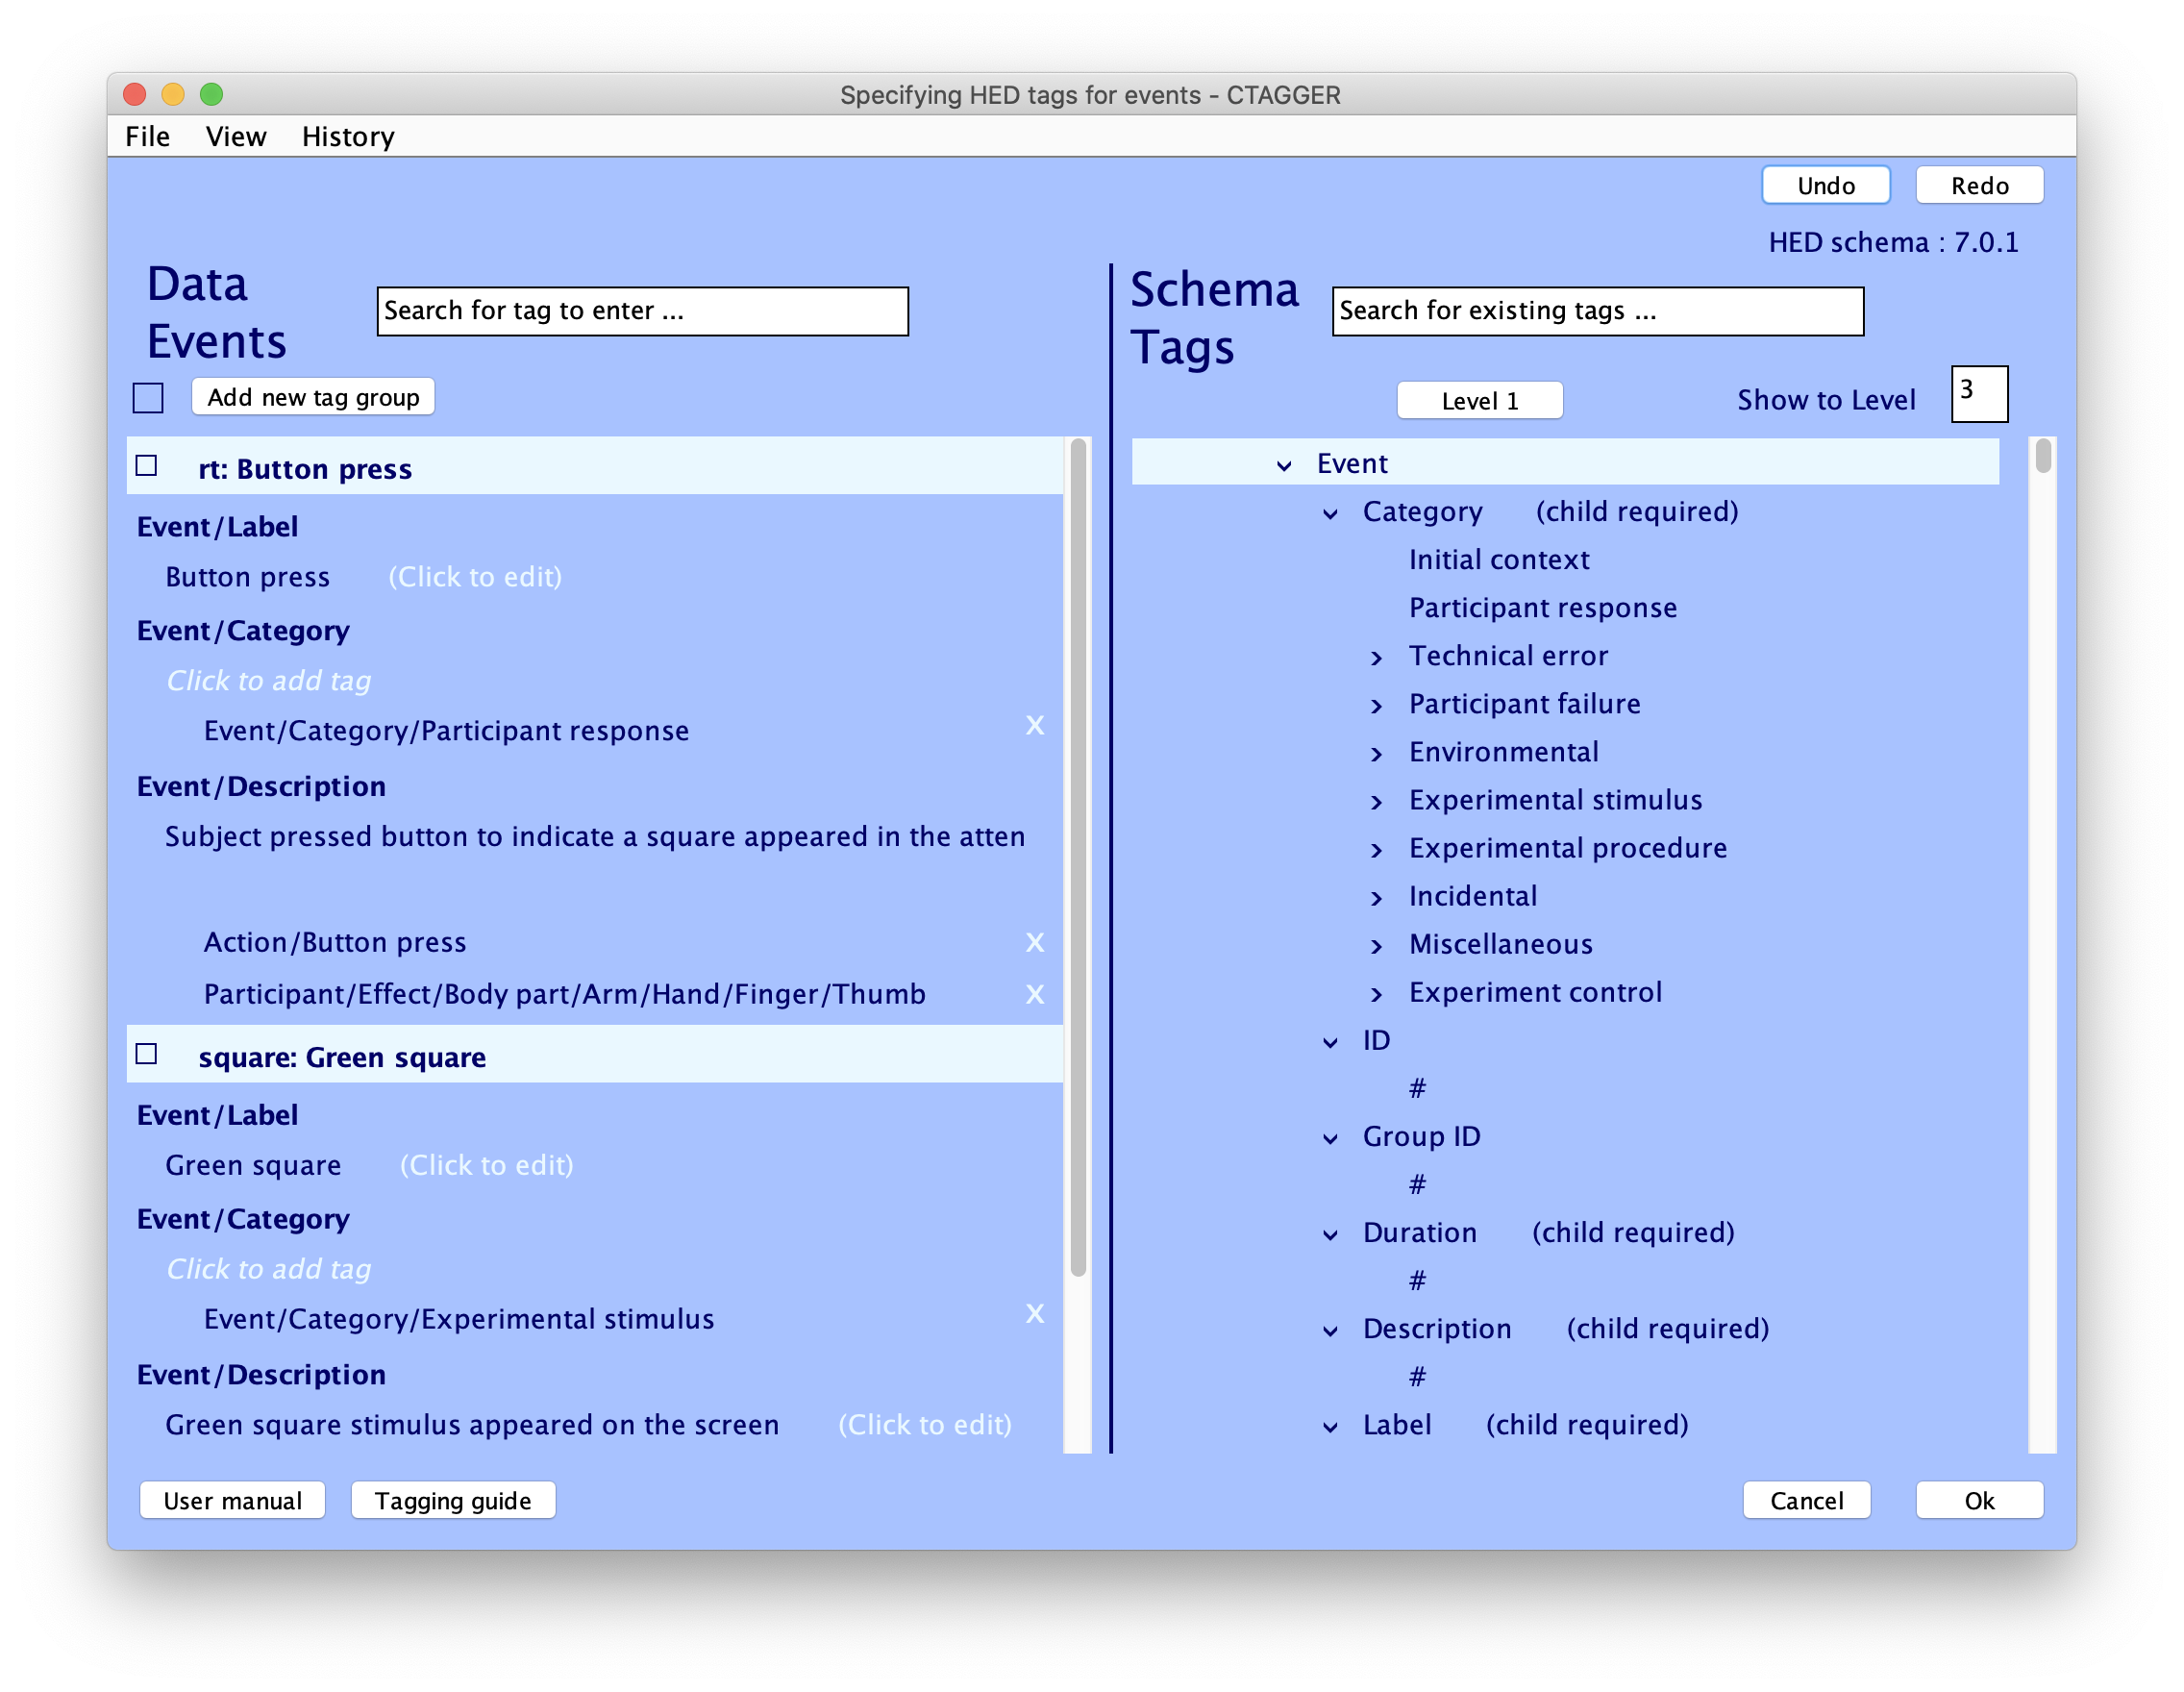 Specifying HED tags for events - CTAGGER
File View History
Undo Redo
HED schema : 7.0.1
Data Events
Search for tag to enter ...
Add new tag group
rt: Button press
Event/Label
Button press (Click to edit)
Event/Category
Click to add tag
Event/Category/Participant response X
Event/Description
Subject pressed button to indicate a square appeared in the atten
Action/Button press X
Participant/Effect/Body part/Arm/Hand/Finger/Thumb X
square: Green square
Event/Label
Green square (Click to edit)
Event/Category
Click to add tag
Event/Category/Experimental stimulus X
Event/Description
Green square stimulus appeared on the screen (Click to edit)
Schema Tags
Search for existing tags ...
Level 1 Show to Level 3
Event
Category (child required)
Initial context
Participant response
Technical error
Participant failure
Environmental
Experimental stimulus
Experimental procedure
Incidental
Miscellaneous
Experiment control
ID
#
Group ID
#
Duration (child required)
#
Description (child required)
#
Label (child required)
User manual Tagging guide Cancel Ok